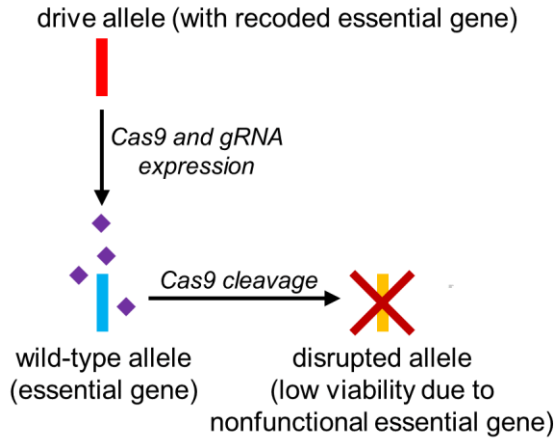 drive allele (with recoded essential gene)
Cas9 and gRNA
expression
Cas9 cleavage
wild-type allele
(essential gene)
disrupted allele
(low viability due to
nonfunctional essential gene)